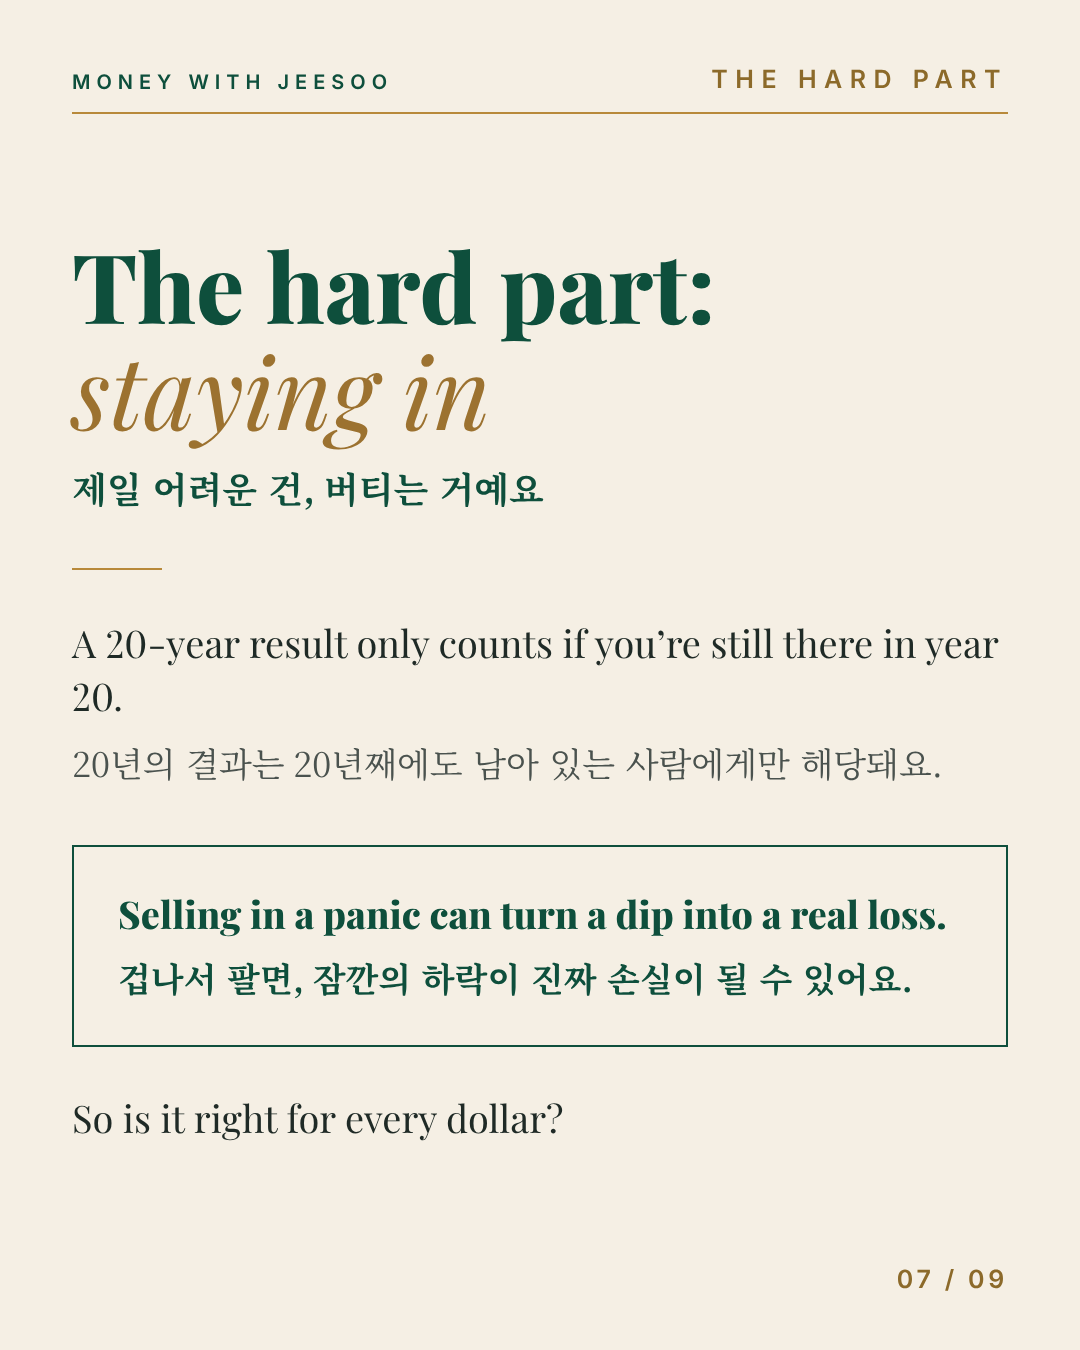 MONEY WITH JEESOO
THE HARD PART
The hard part:
staying in
제일 어려운 건, 버티는 거예요
A 20-year result only counts if you’re still there in year
20.
20년의 결과는 20년째에도 남아 있는 사람에게만 해당돼요.
Selling in a panic can turn a dip into a real loss.
겁나서 팔면, 잠깐의 하락이 진짜 손실이 될 수 있어요.
So is it right for every dollar?
07 / 09